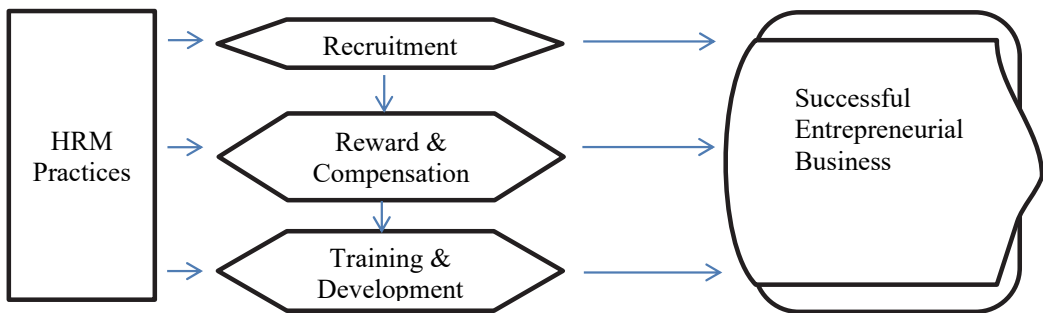 HRM
Practices
Recruitment
Reward &
Compensation
Training &
Development
Successful
Entrepreneurial
Business